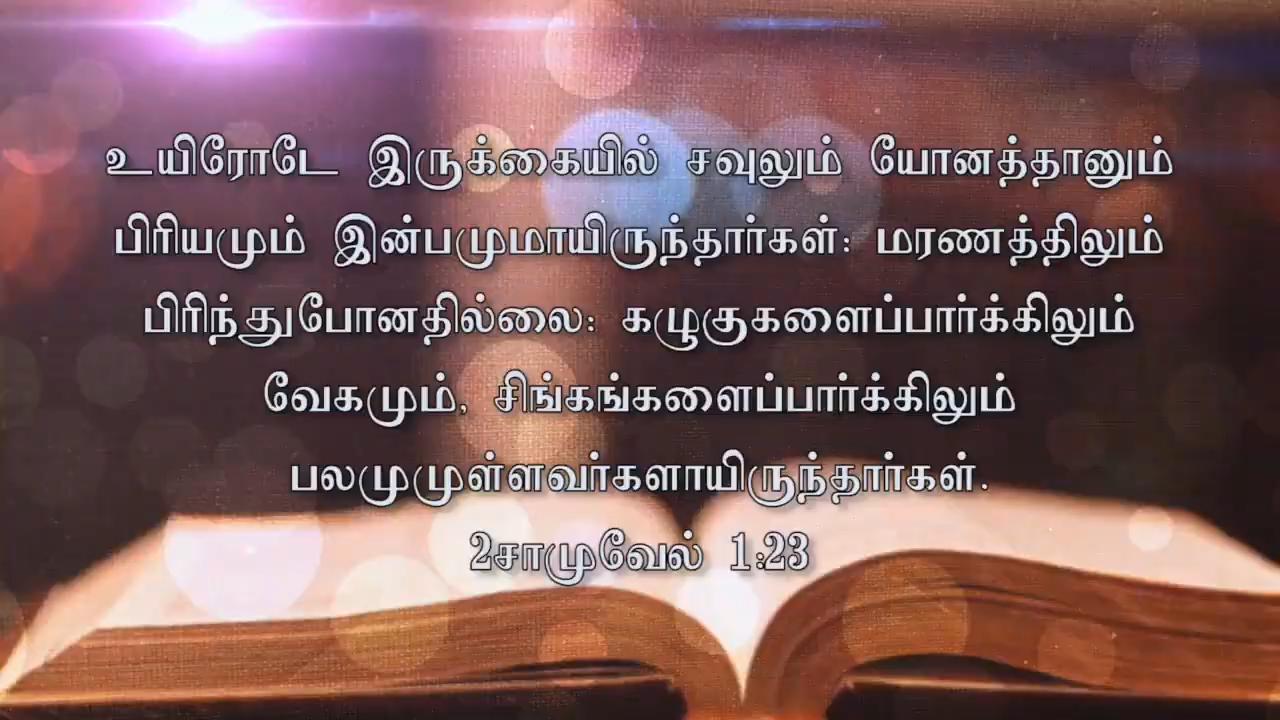 உயிரோடே இருக்கையில் சவுலும் யோனத்தானும்
பிரியமும் இன்பமுமாயிருந்தார்கள்: மரணத்திலும்
பிரிந்துபோனதில்லை: கழுகுகளைப்பார்க்கிலும்
வேகமும், சிங்கங்களைப்பார்க்கிலும்
பலமுமுள்ளவர்களாயிருந்தார்கள்.
2சாமுவேல் 1:23